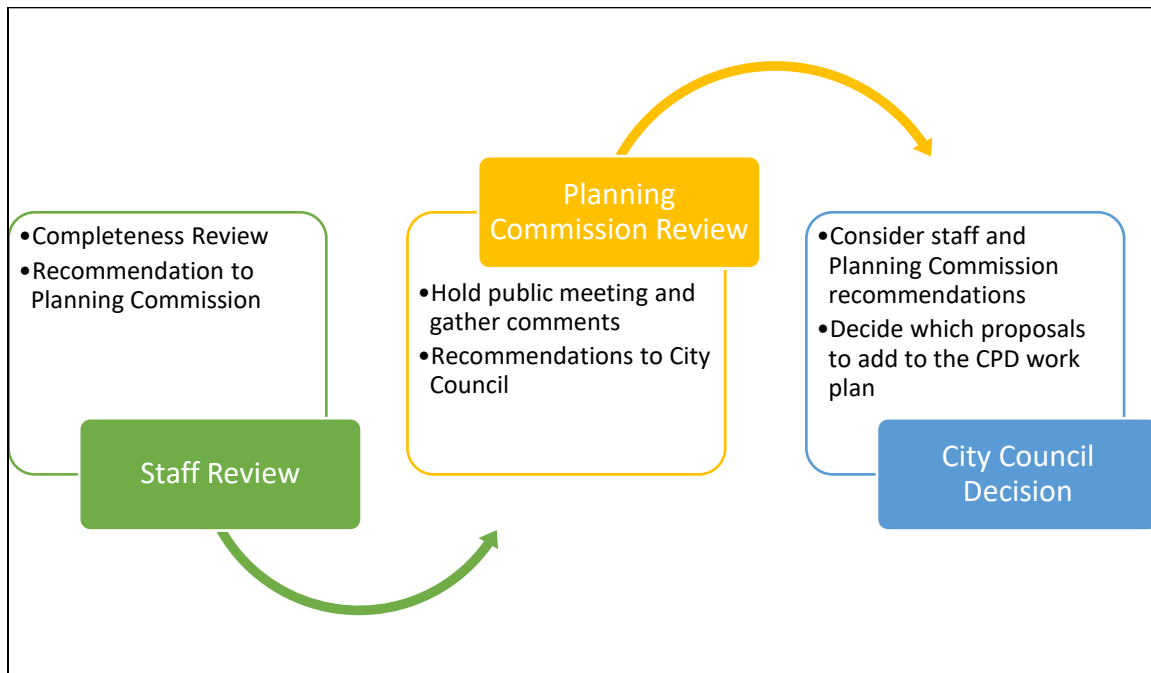 •Completeness Review
•Recommendation to
Planning Commission
Staff Review
Planning
Commission Review
•Hold public meeting and
gather comments
•Recommendations to City
Council
•Consider staff and
Planning Commission
recommendations
•Decide which proposals
to add to the CPD work
plan
City Council
Decision